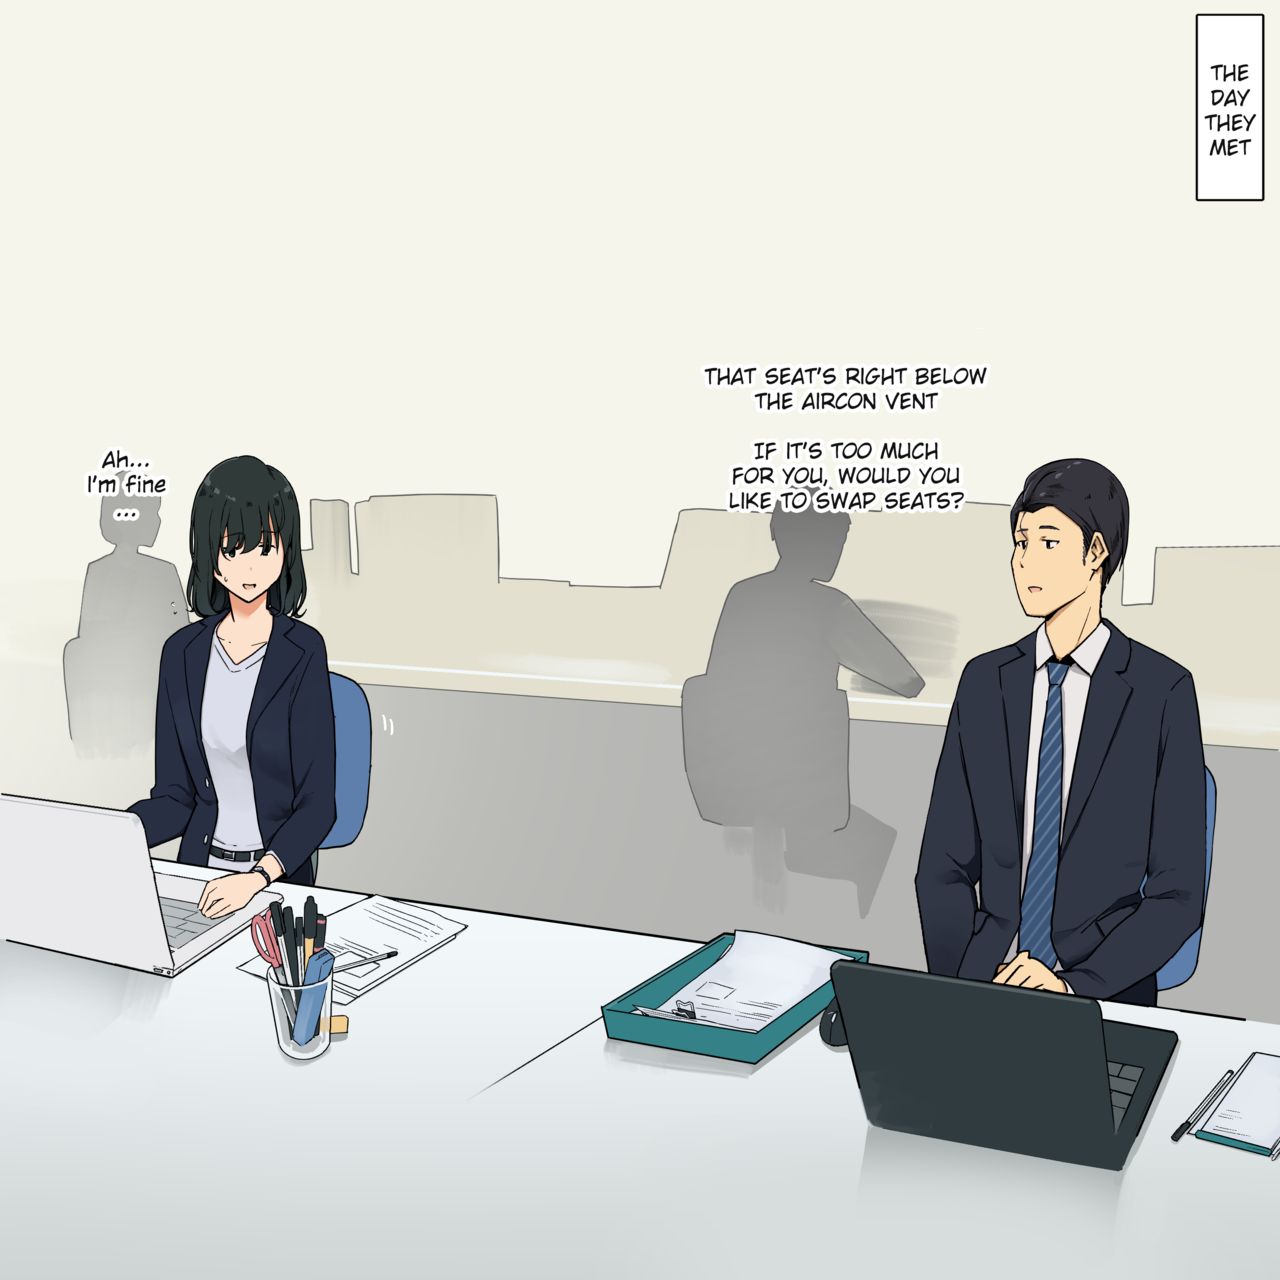 THE
DAY
THEY
MET
THAT SEAT'S RIGHT BELOW
THE AIRCON VENT
IF IT'S TOO MUCH
FOR YOU, WOULD YOU
LIKE TO SWAP SEATS?
Ah...
I'm fine
...